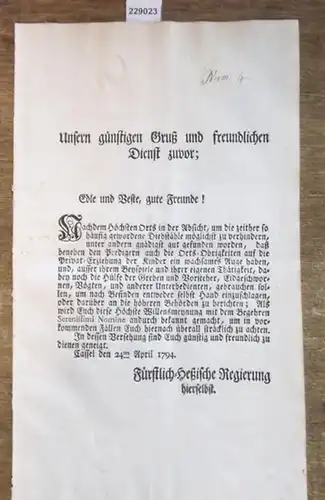 229023
Num. 4.
Unsern günstigen Gruß und freundlichen
Dienst zuvor;
Edle und Veste, gute Freunde!
Nachdem Höchsten Orts in der Absicht, um die zeither so
häufig gewordene Diebstähle möglichst zu verhindern,
unter andern gnädigst gut gefunden worden, daß
beneben den Predigern auch die Orts-Obrigkeiten auf die
Privat-Erziehung der Kinder ein wachsames Auge haben,
und, ausser ihrem Beyspiele und ihrer eigenen Thätigkeit, da-
bey noch die Hülfe der Greben und Vorsteher, Eidgeschwor-
nen, Vögten, und anderer Unterbedienten, gebrauchen sol-
len, um nach Befinden entweder selbst Hand einzuschlagen,
oder darüber an die höheren Behörden zu berichten; Als
wird Euch diese Höchste Willensmeynung mit dem Begehren
Serenissimi Nomine andurch bekannt gemacht, um in vor-
kommenden Fällen Euch hiernach überall sträcklich zu achten.
In dessen Versehung sind Euch günstig und freundlich zu
dienen geneigt.
Cassel den 24ten April 1794.
Fürstlich-Heßische Regierung
hierselbst.